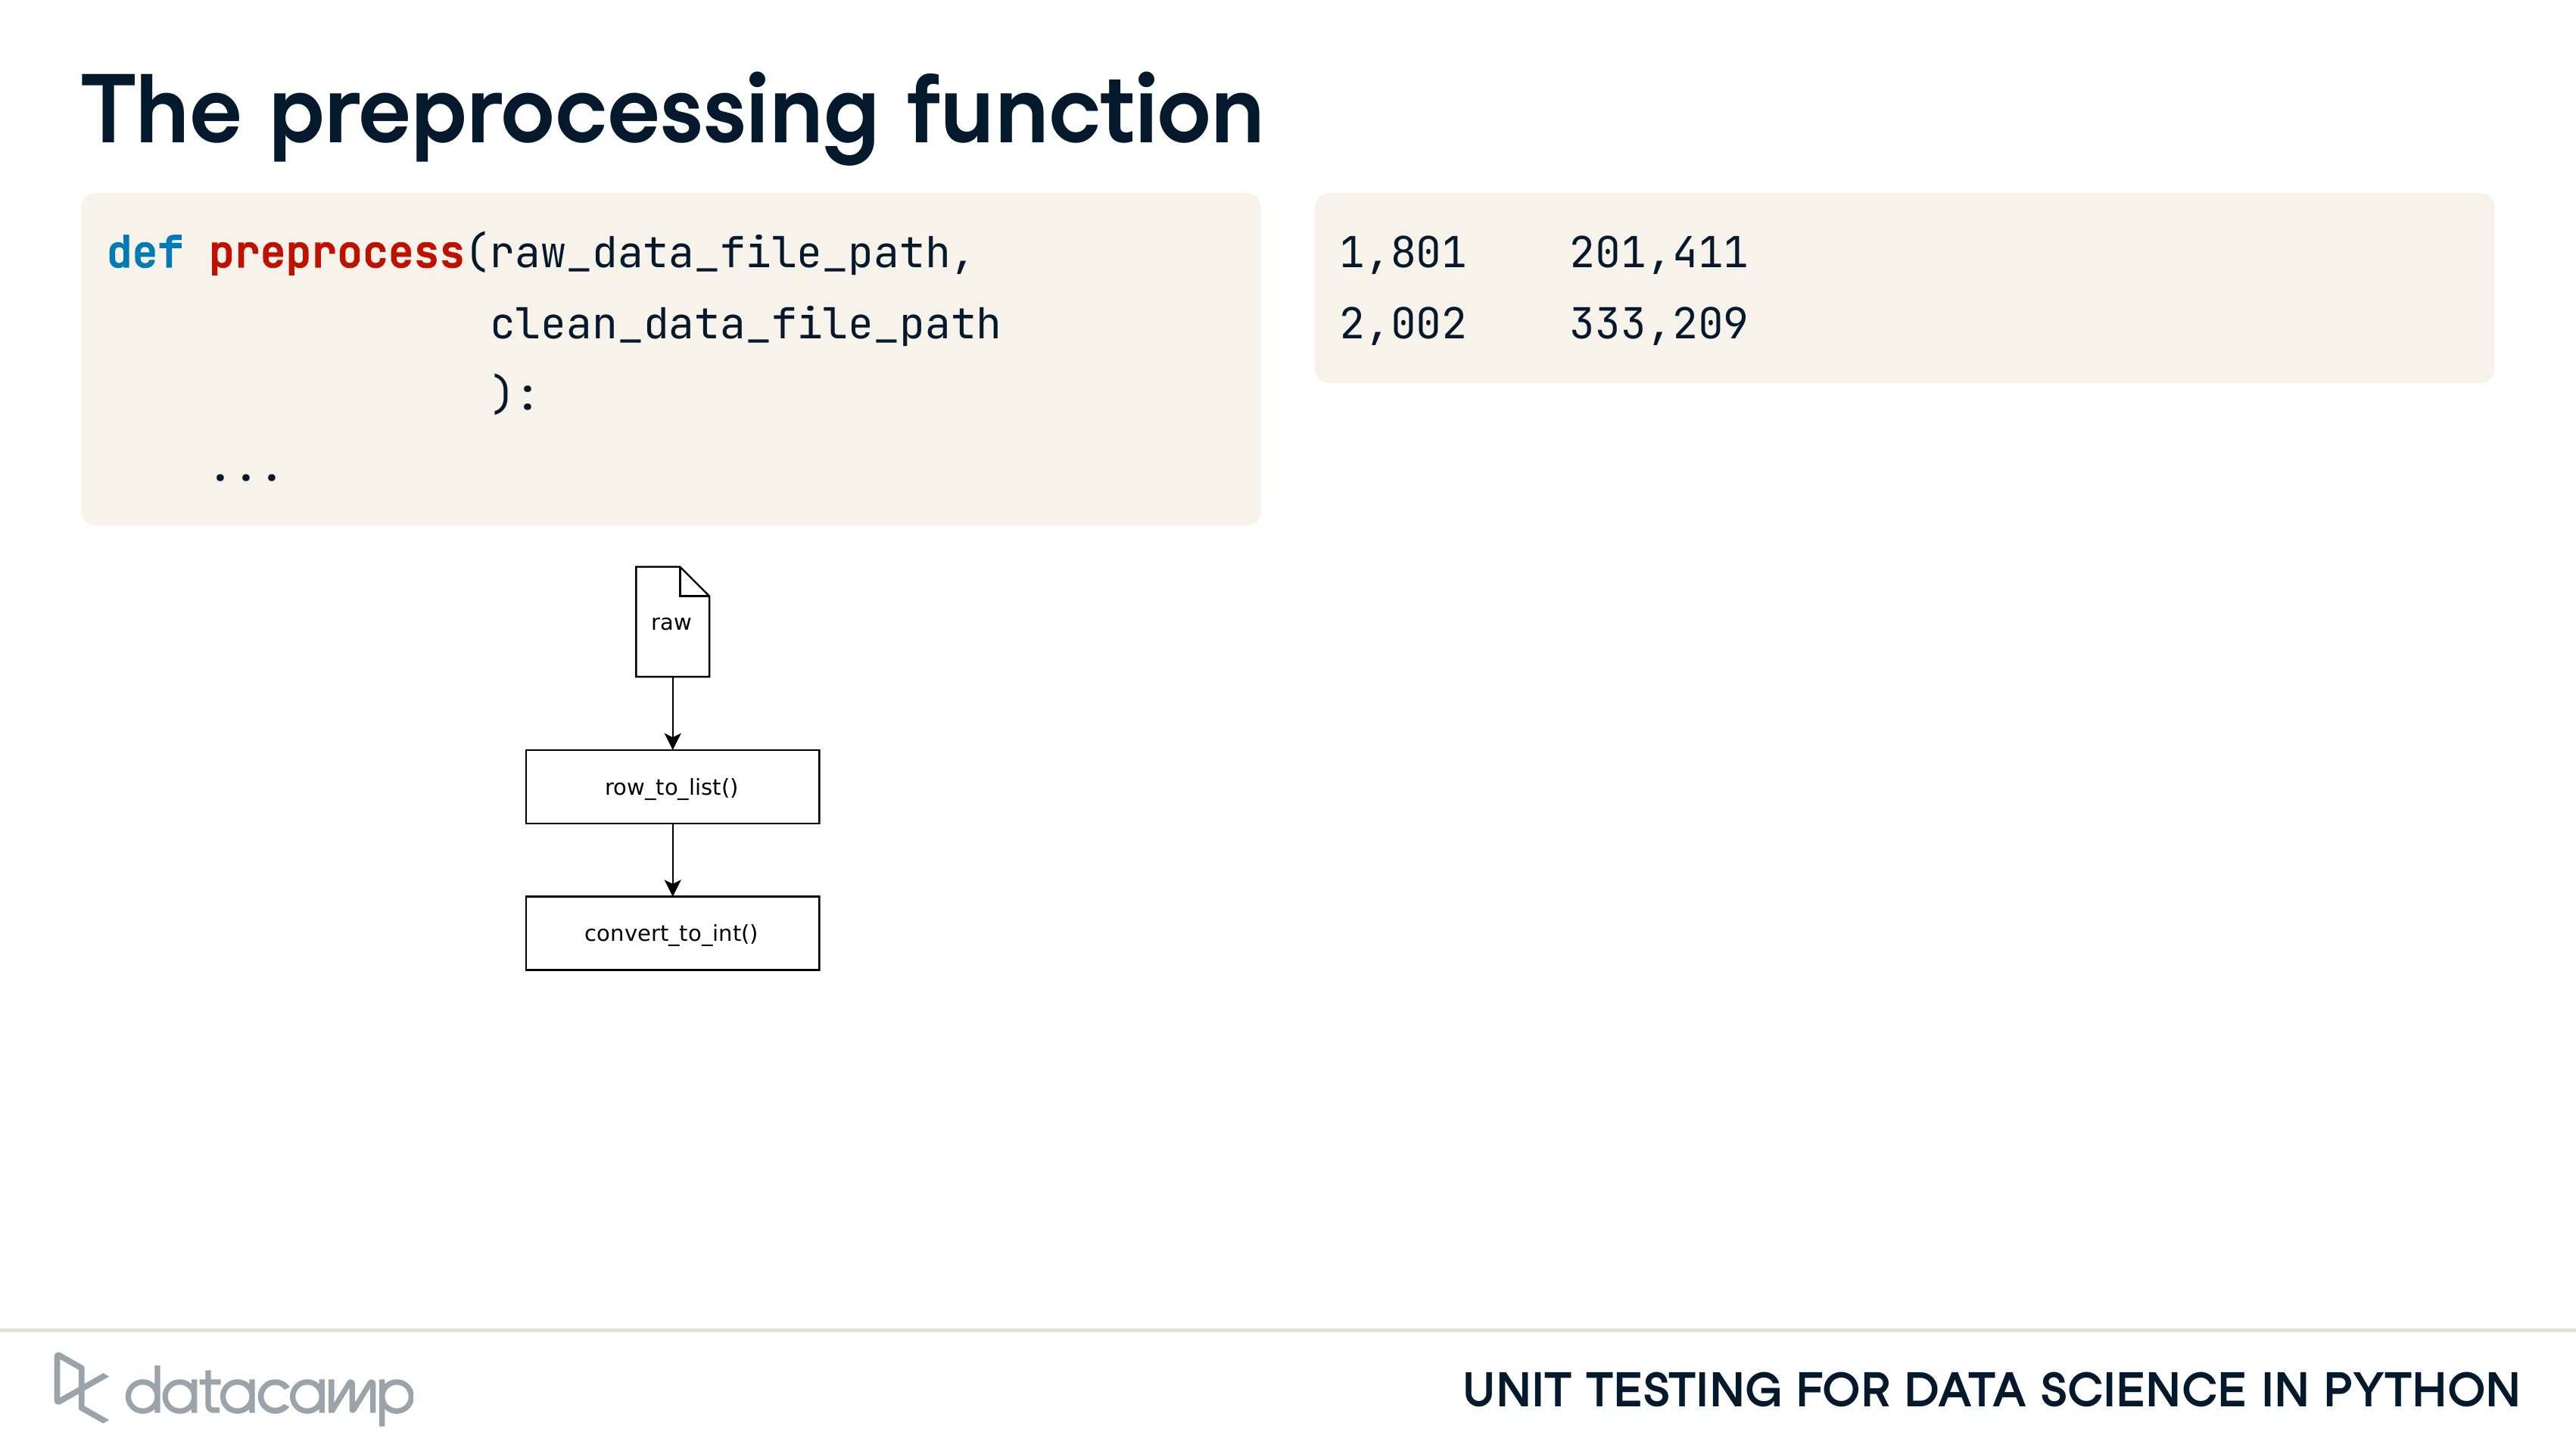 The preprocessing function
def preprocess(raw_data_file_path,
               clean_data_file_path
               ):
    ...
1,801    201,411
2,002    333,209
raw
row_to_list()
convert_to_int()
datacamp
UNIT TESTING FOR DATA SCIENCE IN PYTHON